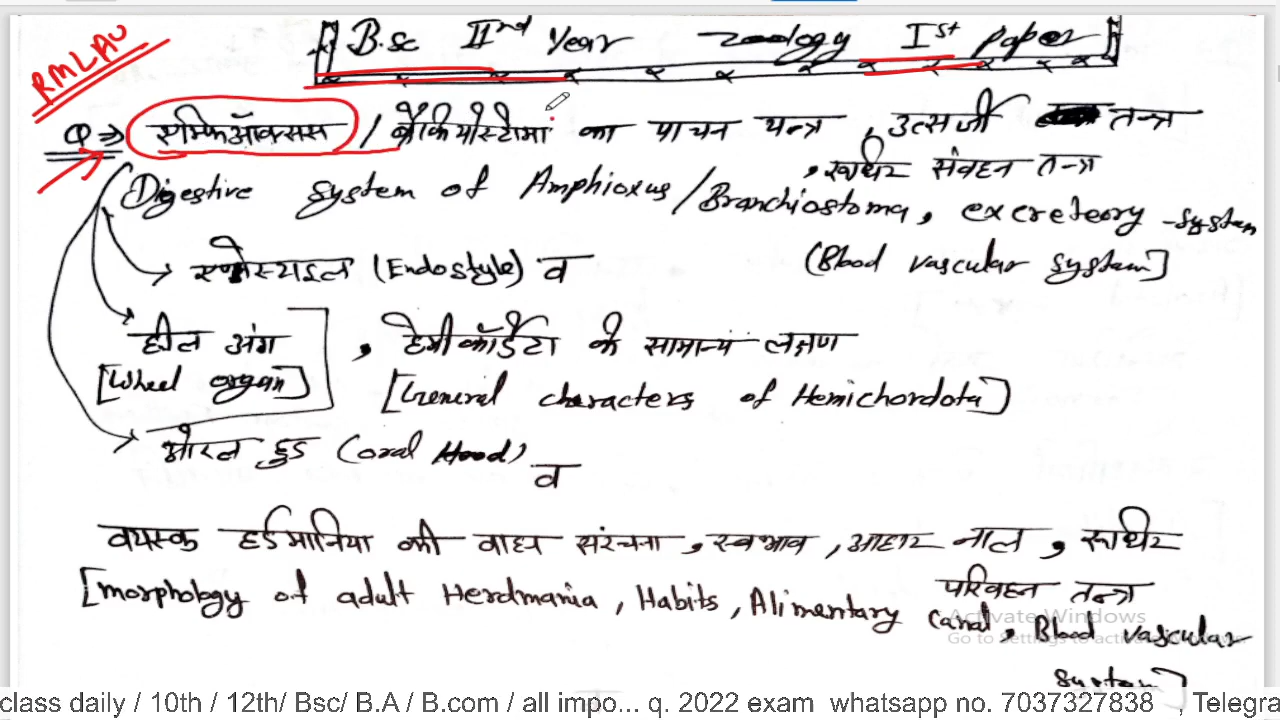 RMLAU
B.sc IInd Year Zoology Ist Paper
Q ⇒ एम्फिऑक्सस / ब्रैंकियोस्टोमा का पाचन यन्त्र , उत्सर्जी तन्त्र
, रूधिर संवहन तन्त्र
Digestive system of Amphioxus / Branchiostoma, excreteory -system
(Blood vascular system]
→ एण्डोस्टाइल (Endostyle) व
ह्वील अंग , हेमीकॉर्डेटा के सामान्य लक्षण
[Wheel organ] [General characters of Hemichordota]
→ ओरल हुड (oral Hood)
व
वयस्क हर्डमानिया की वाह्य संरचना , स्वभाव , आहार नाल , रूधिर
परिवहन तन्त्र
[morphology of adult Herdmania , Habits , Alimentary canal , Blood vascular
system]
Activate Windows
Go to Settings to activate Windows
class daily / 10th / 12th/ Bsc/ B.A / B.com / all impo... q. 2022 exam whatsapp no. 7037327838 , Telegra